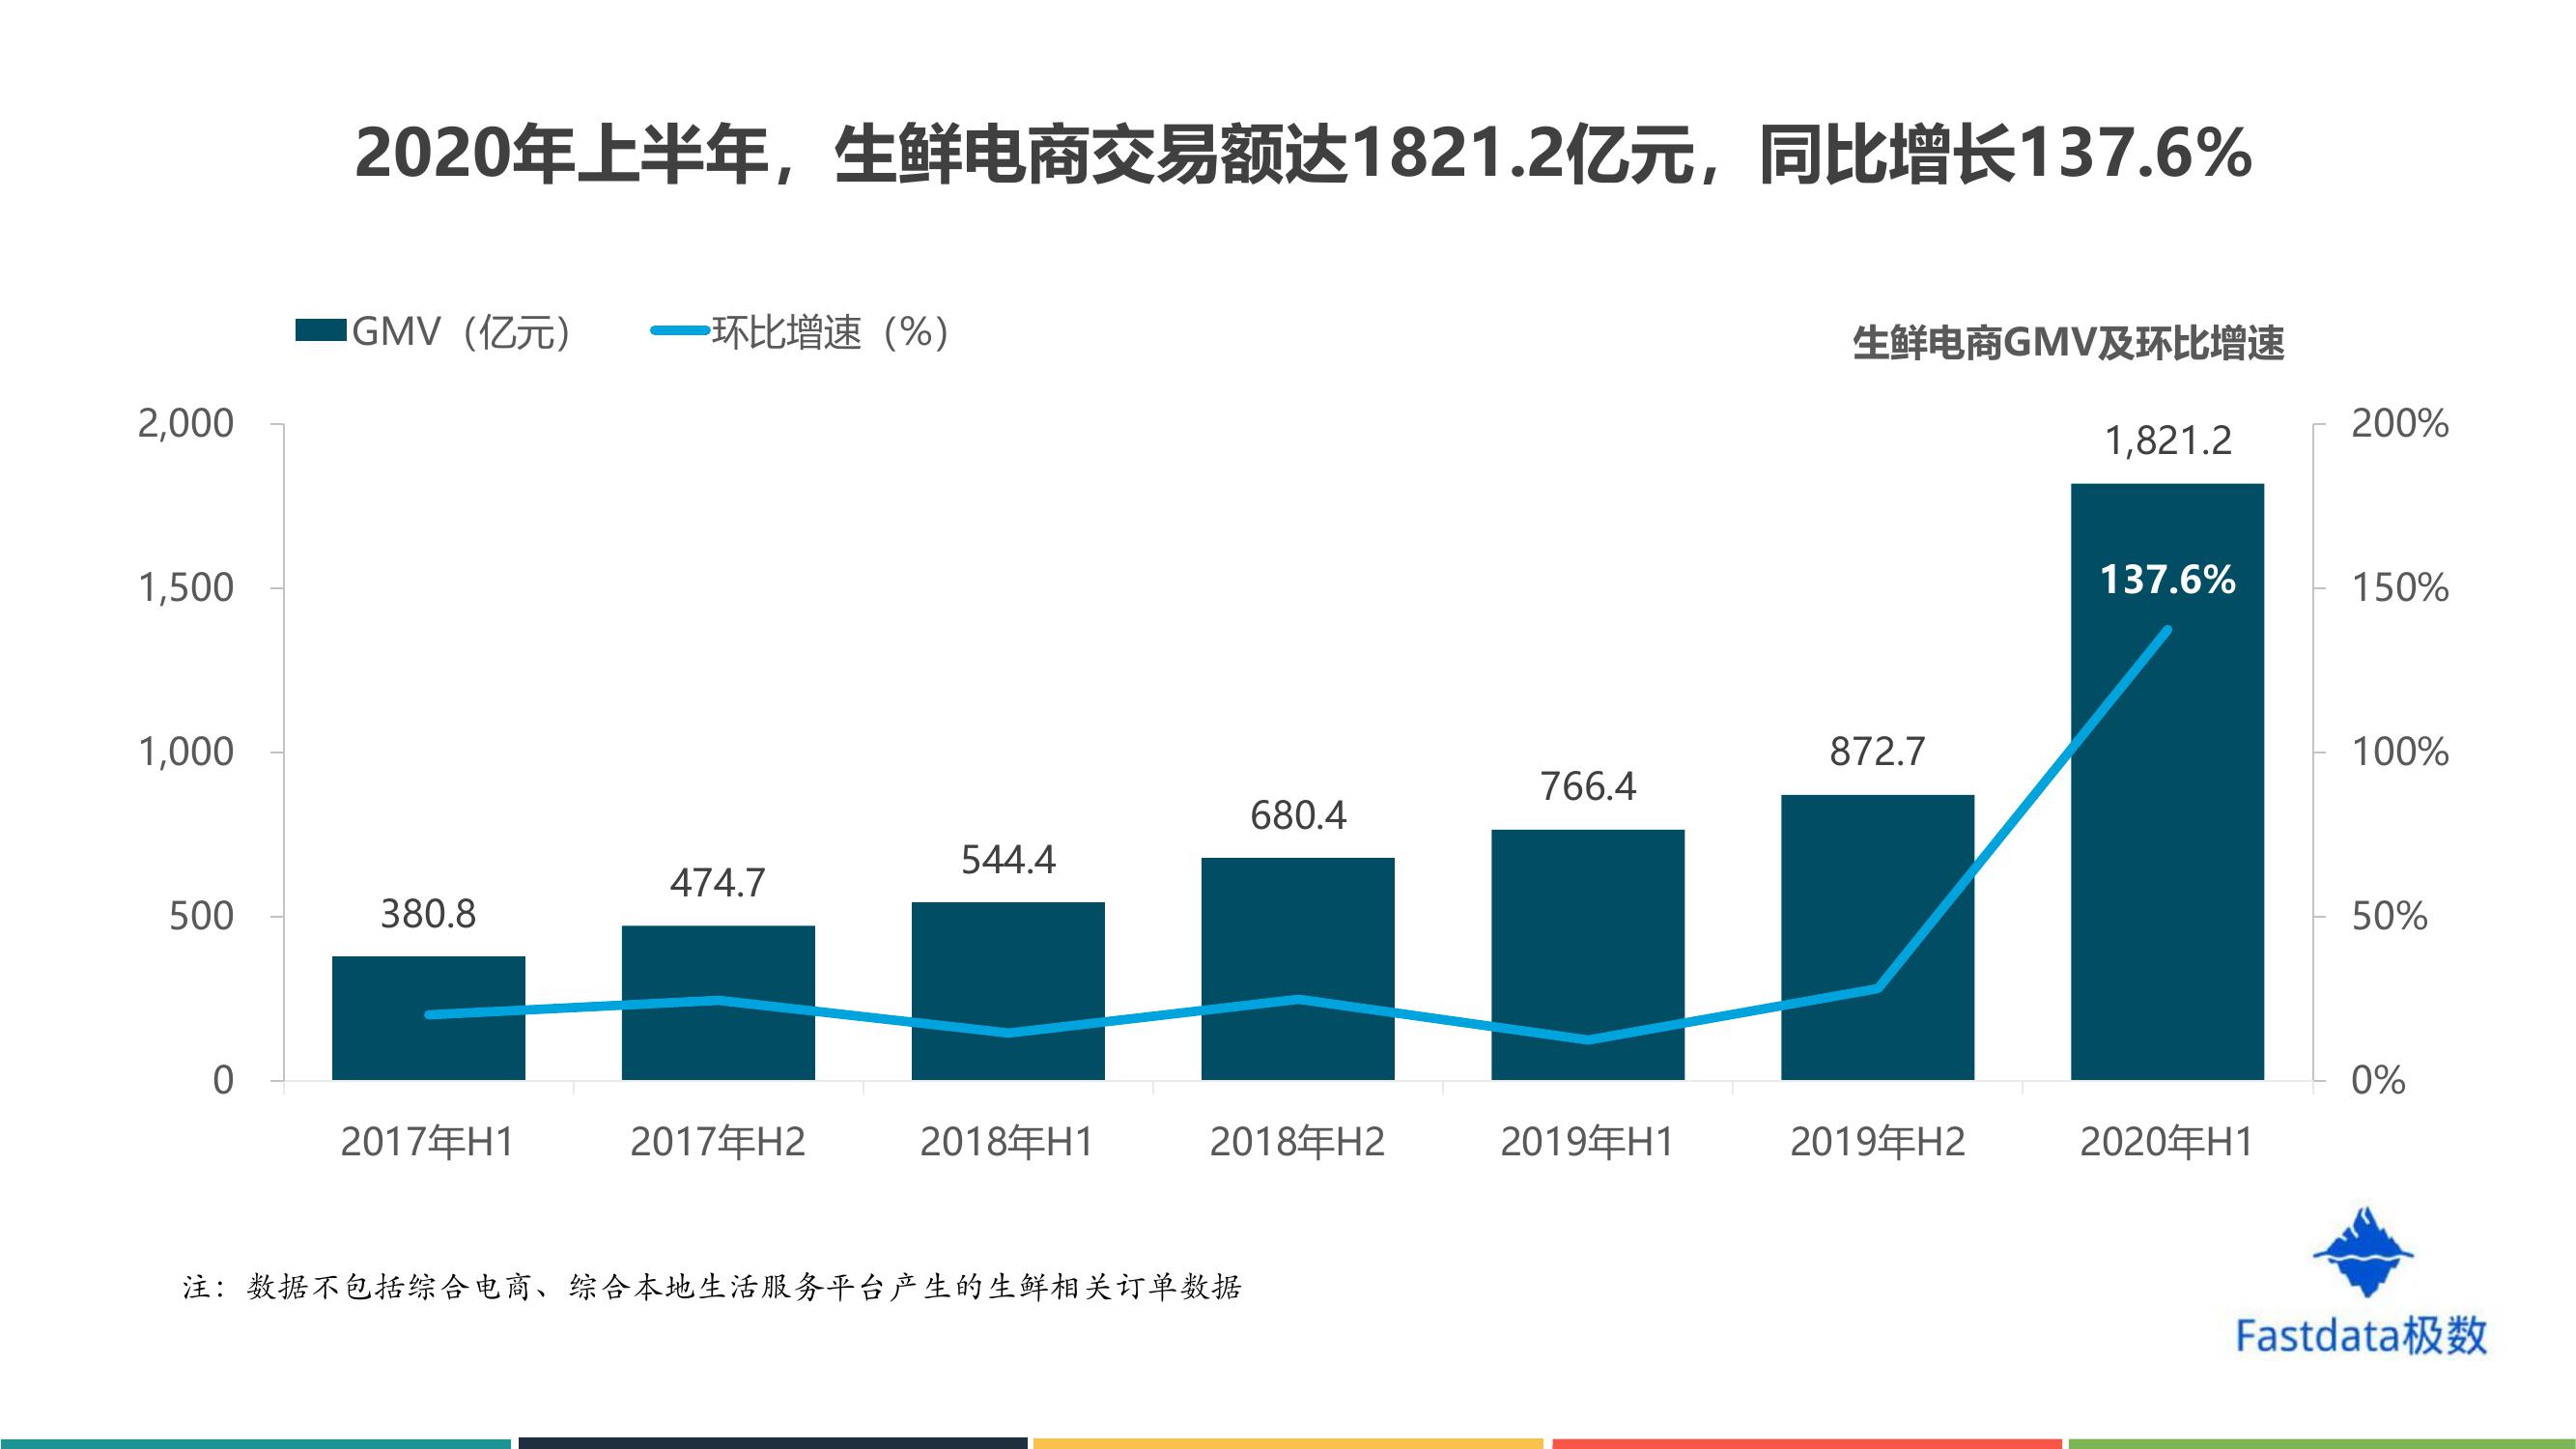 2020年上半年，生鲜电商交易额达1821.2亿元，同比增长137.6%
GMV（亿元）
环比增速（%）
生鲜电商GMV及环比增速
2,000
1,500
1,000
500
0
380.8
474.7
544.4
680.4
766.4
872.7
1,821.2
137.6%
200%
150%
100%
50%
0%
2017年H1
2017年H2
2018年H1
2018年H2
2019年H1
2019年H2
2020年H1
注：数据不包括综合电商、综合本地生活服务平台产生的生鲜相关订单数据
Fastdata极数